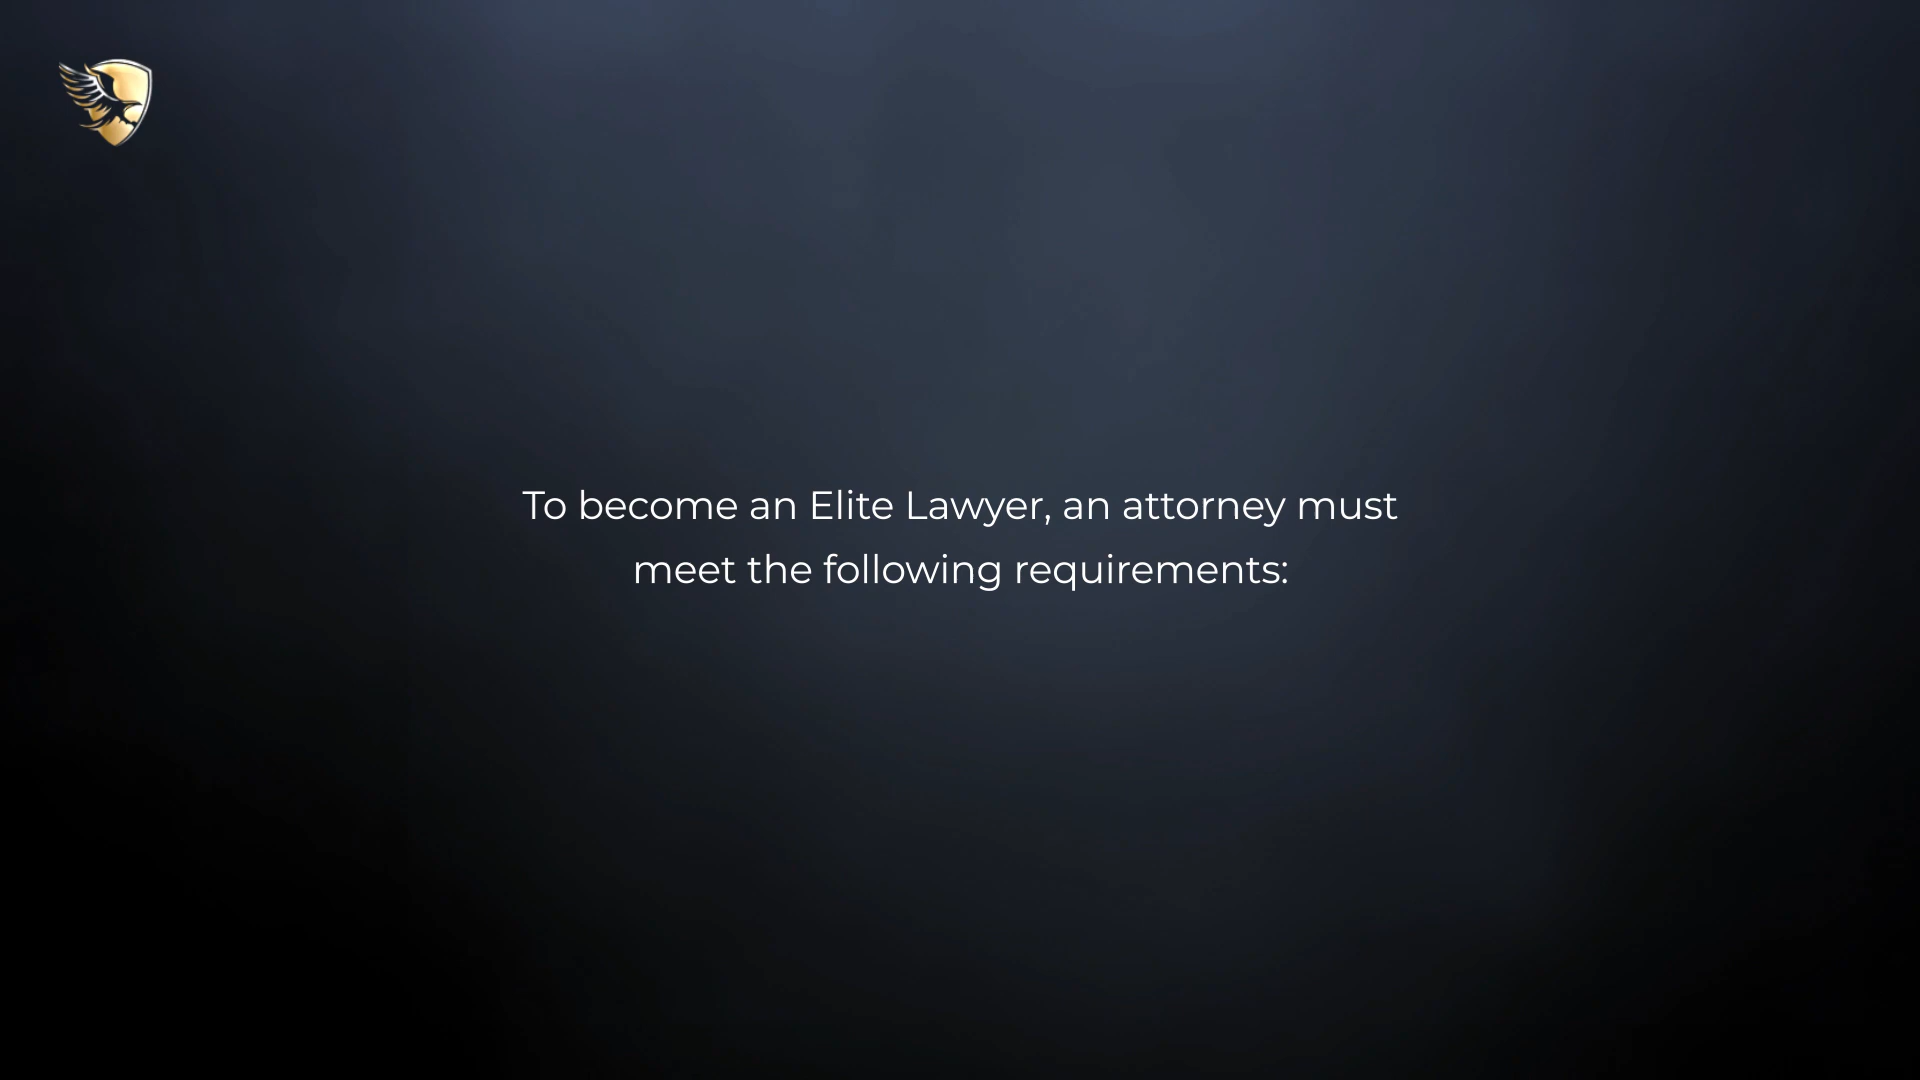 To become an Elite Lawyer, an attorney must
meet the following requirements: